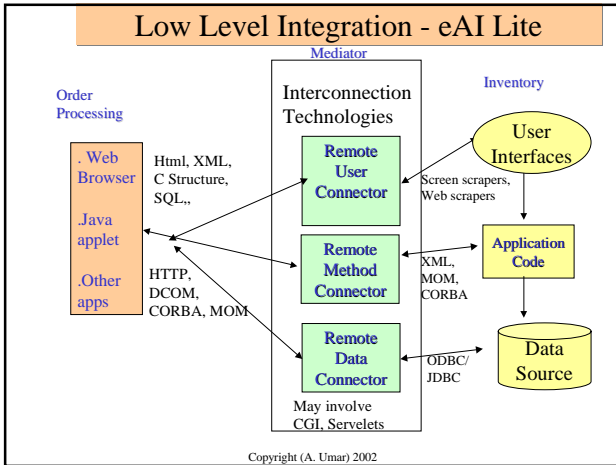 Low Level Integration - eAI Lite
Mediator
Order
Processing
. Web
Browser
.Java
applet
.Other
apps
Html, XML,
C Structure,
SQL,,
HTTP,
DCOM,
CORBA, MOM
Interconnection
Technologies
Remote
User
Connector
Remote
Method
Connector
Remote
Data
Connector
May involve
CGI, Servelets
Inventory
User
Interfaces
Screen scrapers,
Web scrapers
Application
Code
XML,
MOM,
CORBA
Data
Source
ODBC/
JDBC
Copyright (A. Umar) 2002